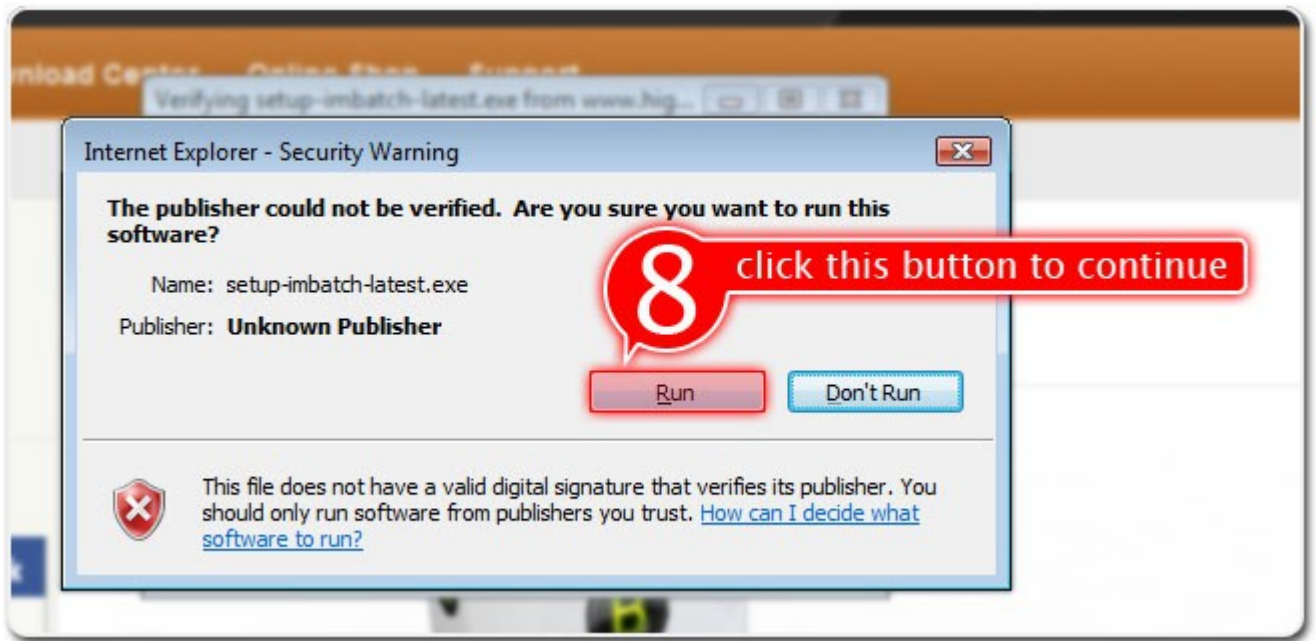 Online Shop Support
Verifying setup-imbatch-latest.exe from www.hig...
Internet Explorer - Security Warning
The publisher could not be verified. Are you sure you want to run this
software?
Name: setup-imbatch-latest.exe
Publisher: Unknown Publisher
8 click this button to continue
Run Don't Run
This file does not have a valid digital signature that verifies its publisher. You
should only run software from publishers you trust. How can I decide what
software to run?